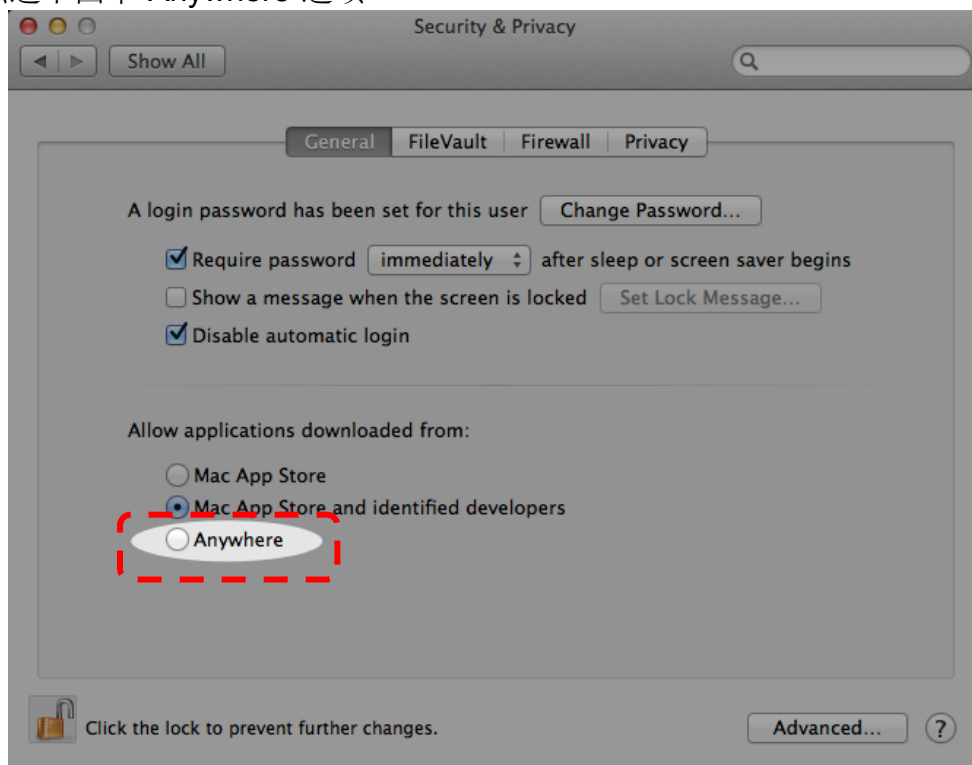 Anywhere
Security & Privacy
Show All
General FileVault Firewall Privacy
A login password has been set for this user Change Password...
Require password immediately after sleep or screen saver begins
Show a message when the screen is locked Set Lock Message...
Disable automatic login
Allow applications downloaded from:
Mac App Store
Mac App Store and identified developers
Anywhere
Click the lock to prevent further changes.
Advanced... ?